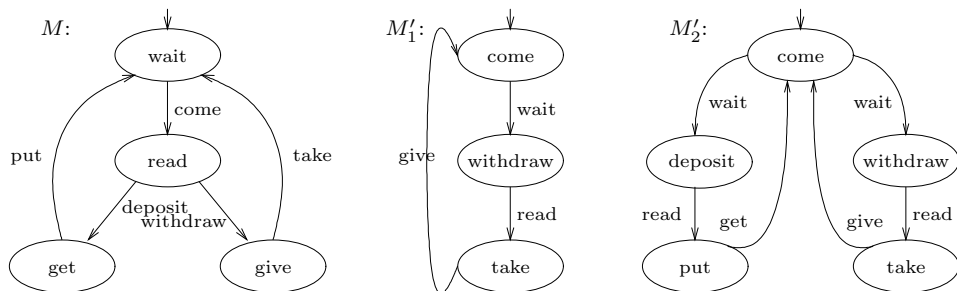 M: M′₁: M′₂:
wait come come
come wait wait wait
put read take give withdraw deposit withdraw
deposit
withdraw read read get give read
get give take put take